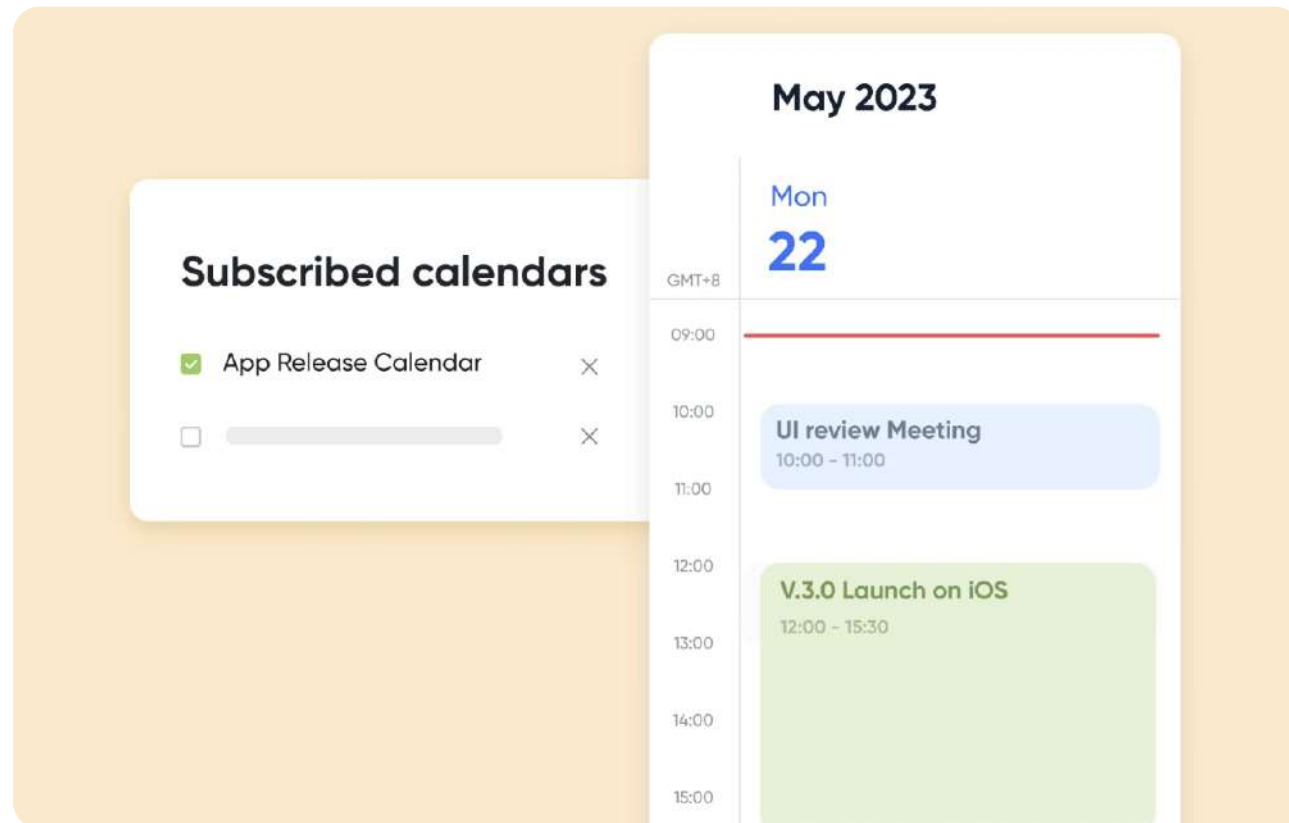 Subscribed calendars
App Release Calendar
May 2023
Mon
22
GMT+8
09:00
10:00
UI review Meeting
10:00 - 11:00
11:00
12:00
V.3.0 Launch on iOS
12:00 - 15:30
13:00
14:00
15:00